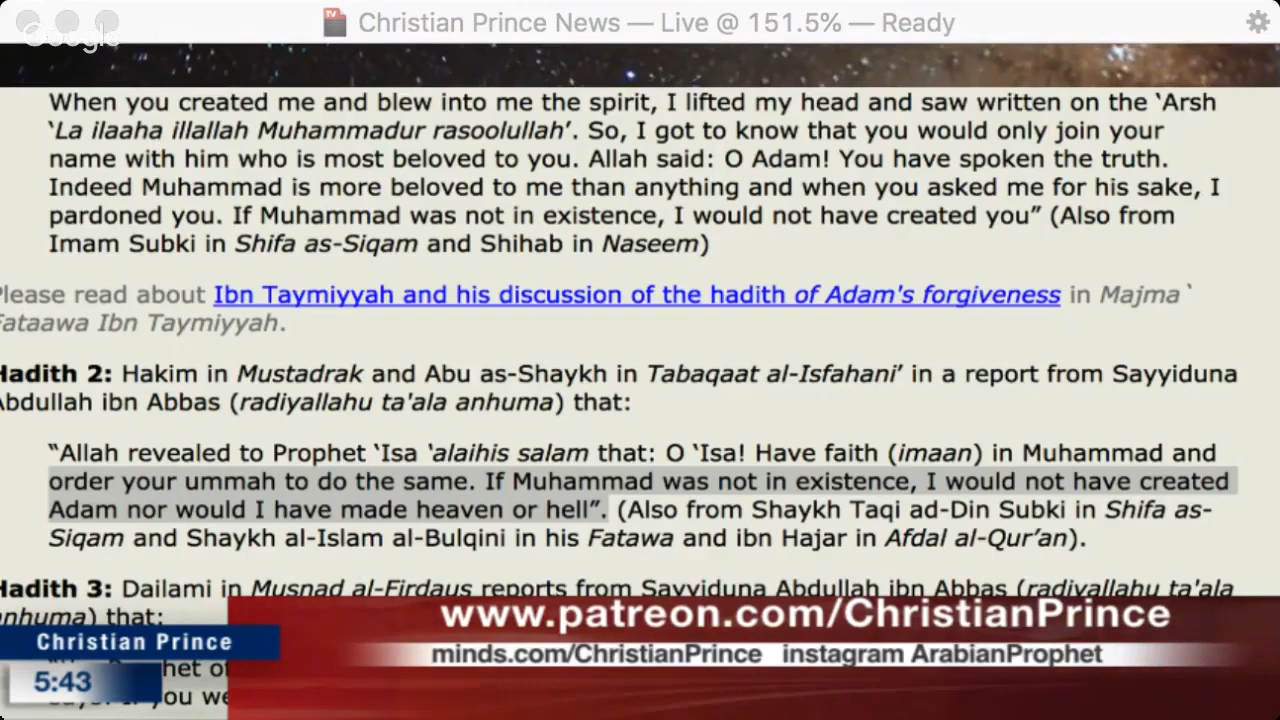 Christian Prince News — Live @ 151.5% — Ready
Google
When you created me and blew into me the spirit, I lifted my head and saw written on the ‘Arsh
‘La ilaaha illallah Muhammadur rasoolullah’. So, I got to know that you would only join your
name with him who is most beloved to you. Allah said: O Adam! You have spoken the truth.
Indeed Muhammad is more beloved to me than anything and when you asked me for his sake, I
pardoned you. If Muhammad was not in existence, I would not have created you” (Also from
Imam Subki in Shifa as-Siqam and Shihab in Naseem)
Please read about Ibn Taymiyyah and his discussion of the hadith of Adam's forgiveness in Majma`
Fataawa Ibn Taymiyyah.
Hadith 2: Hakim in Mustadrak and Abu as-Shaykh in Tabaqaat al-Isfahani’ in a report from Sayyiduna
Abdullah ibn Abbas (radiyallahu ta'ala anhuma) that:
“Allah revealed to Prophet ‘Isa ‘alaihis salam that: O ‘Isa! Have faith (imaan) in Muhammad and
order your ummah to do the same. If Muhammad was not in existence, I would not have created
Adam nor would I have made heaven or hell”. (Also from Shaykh Taqi ad-Din Subki in Shifa as-
Siqam and Shaykh al-Islam al-Bulqini in his Fatawa and ibn Hajar in Afdal al-Qur’an).
Hadith 3: Dailami in Musnad al-Firdaus reports from Sayyiduna Abdullah ibn Abbas (radiyallahu ta'ala
anhuma) that:
www.patreon.com/ChristianPrince
Christian Prince
minds.com/ChristianPrince instagram ArabianProphet
5:43